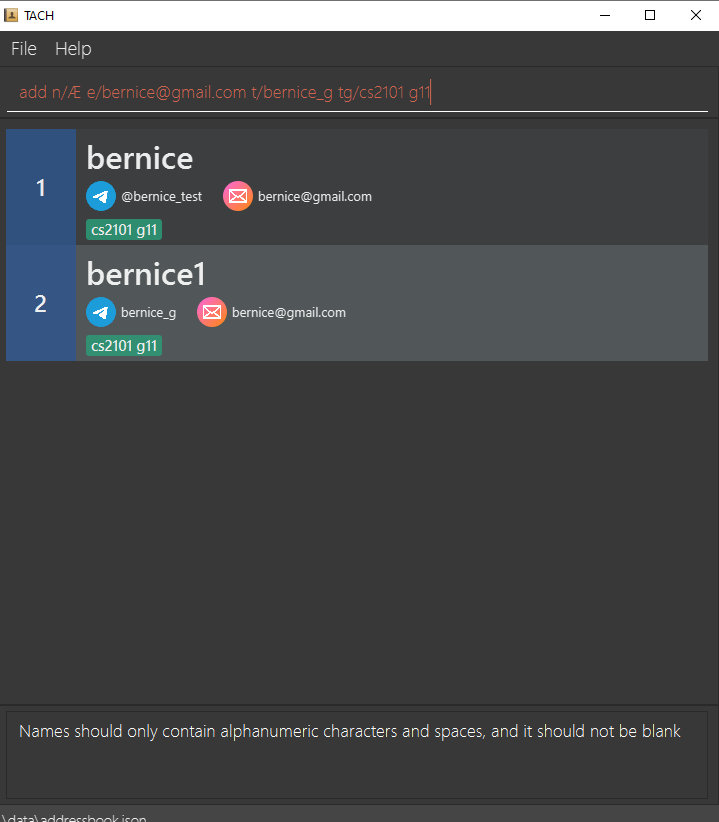 TACH
File Help
add n/Æ e/bernice@gmail.com t/bernice_g tg/cs2101 g11
1
bernice
@bernice_test bernice@gmail.com
cs2101 g11
2
bernice1
bernice_g bernice@gmail.com
cs2101 g11
Names should only contain alphanumeric characters and spaces, and it should not be blank
\data\addressbook.json